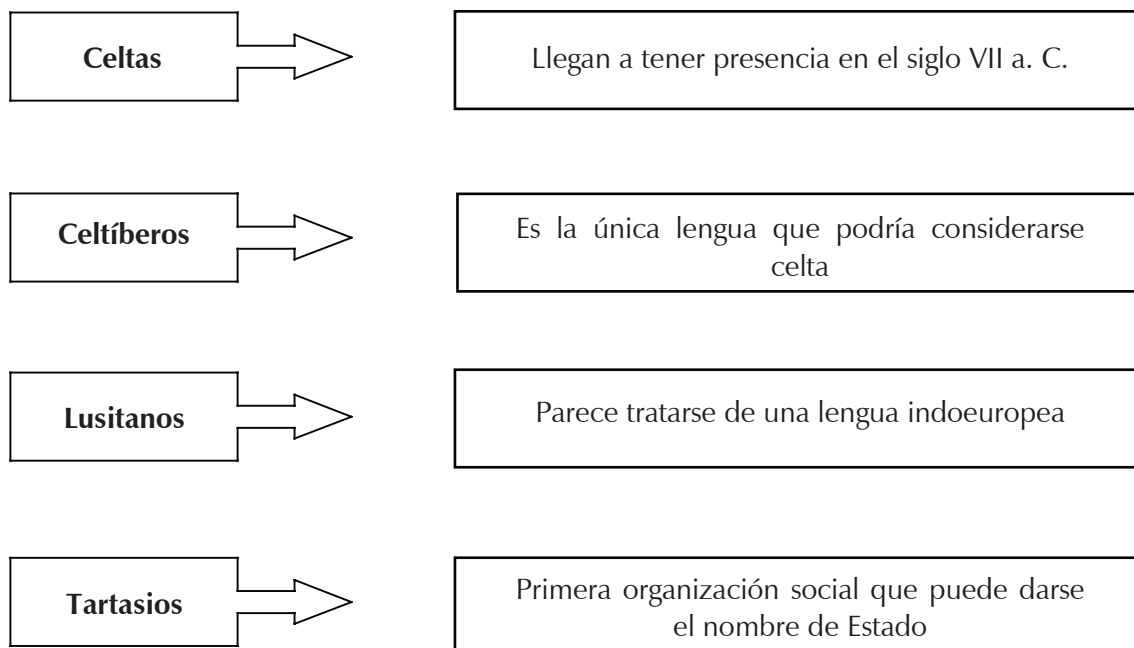 Celtas
Llegan a tener presencia en el siglo VII a. C.
Celtíberos
Es la única lengua que podría considerarse
celta
Lusitanos
Parece tratarse de una lengua indoeuropea
Tartasios
Primera organización social que puede darse
el nombre de Estado